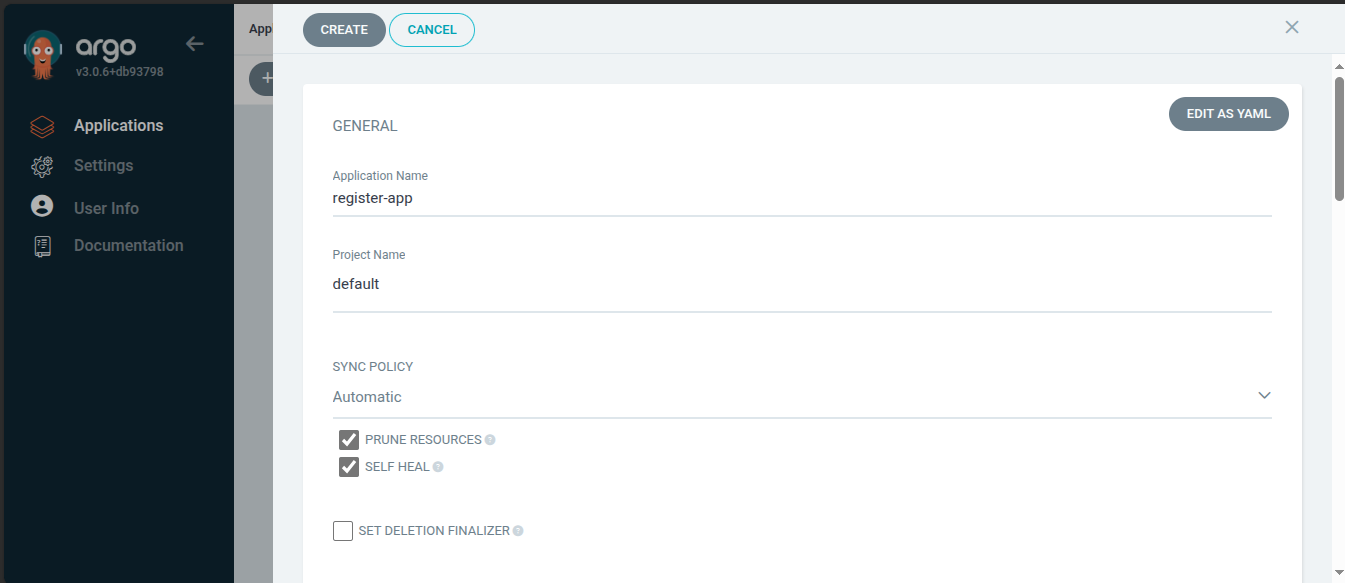 argo
v3.0.6+db93798
Applications
Settings
User Info
Documentation
Appl
+
CREATE
CANCEL
GENERAL
EDIT AS YAML
Application Name
register-app
Project Name
default
SYNC POLICY
Automatic
PRUNE RESOURCES
SELF HEAL
SET DELETION FINALIZER